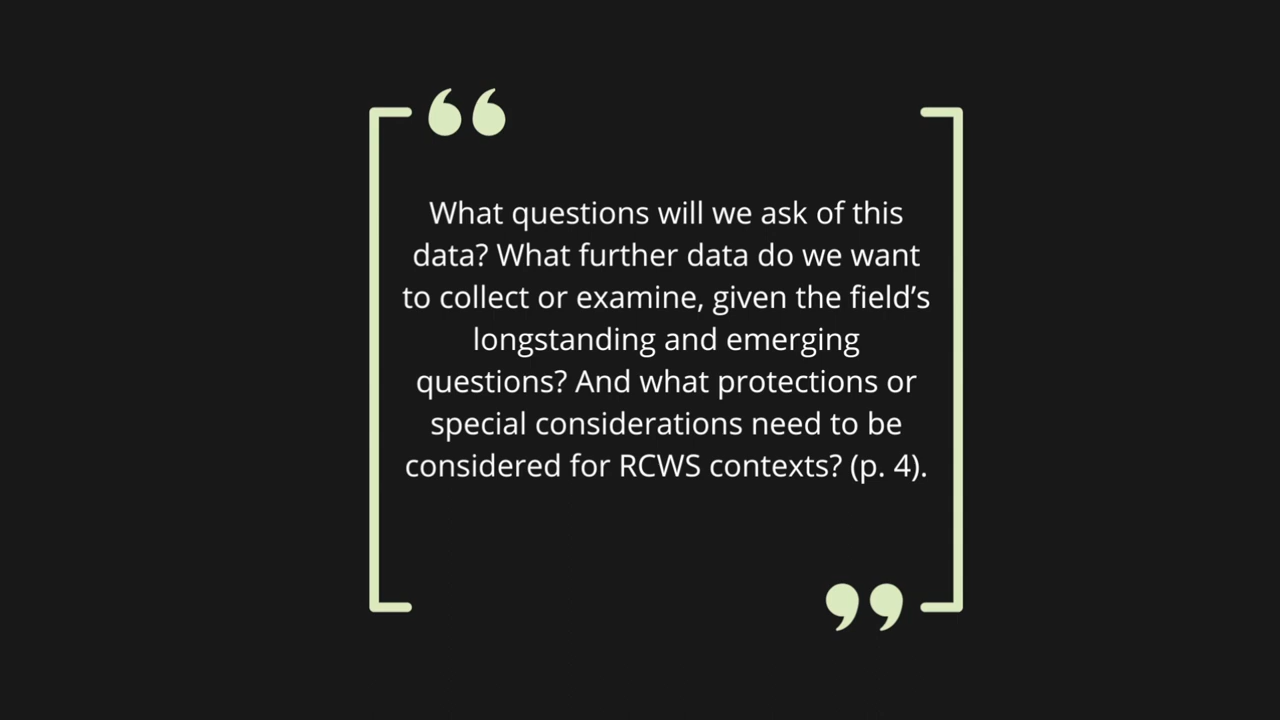 “
What questions will we ask of this
data? What further data do we want
to collect or examine, given the field’s
longstanding and emerging
questions? And what protections or
special considerations need to be
considered for RCWS contexts? (p. 4).
”